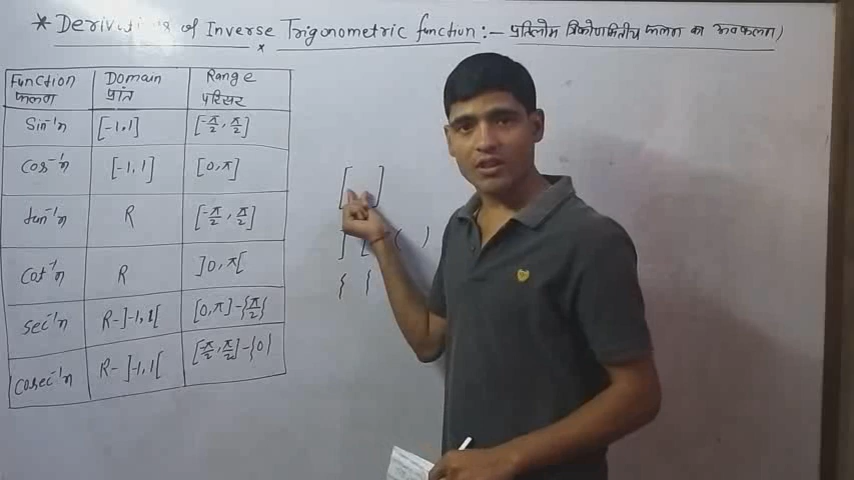 * Derivatives of Inverse Trigonometric function :- प्रतिलोम त्रिकोणमितीय फलन का अवकलन)
Function Domain Range
फलन प्रांत परिसर
Sin⁻¹x [-1,1] [-π/2, π/2]
Cos⁻¹x [-1,1] [0,π]
tan⁻¹x R [-π/2, π/2]
Cot⁻¹x R ]0,π[
sec⁻¹x R-]-1,1[ [0,π]-{π/2}
cosec⁻¹x R-]-1,1[ [-π/2, π/2]-{0}
[ ]
] [ ( )
{ }